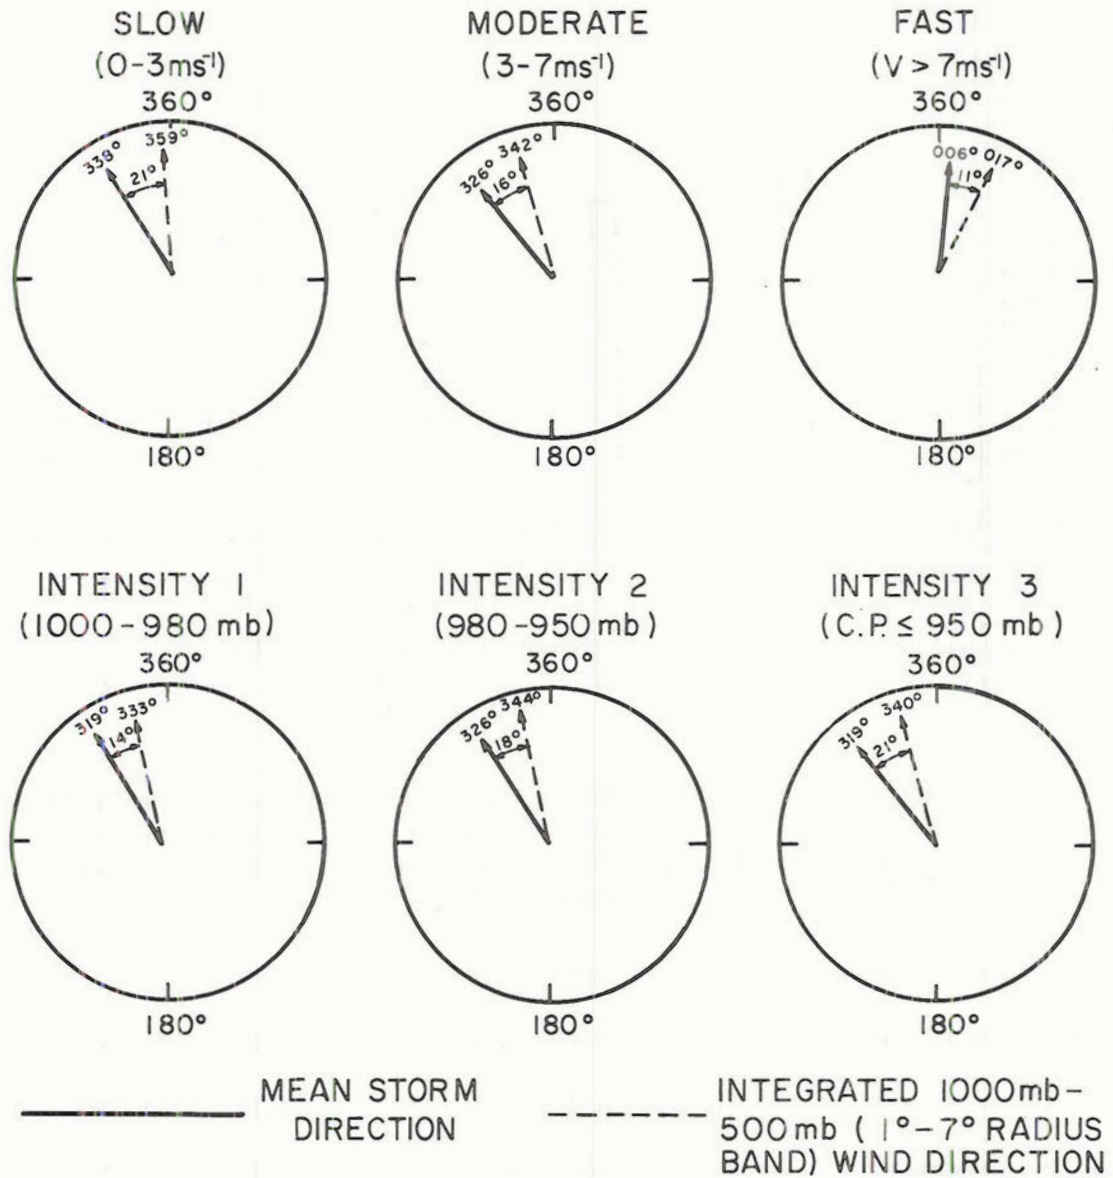 SLOW
(0-3ms⁻¹)
360°
338°
359°
21°
180°
MODERATE
(3-7ms⁻¹)
360°
326°
342°
16°
180°
FAST
(V > 7ms⁻¹)
360°
006°
017°
11°
180°
INTENSITY 1
(1000-980 mb)
360°
319°
333°
14°
180°
INTENSITY 2
(980-950 mb)
360°
326°
344°
18°
180°
INTENSITY 3
(C.P. ≤ 950 mb)
360°
319°
340°
21°
180°
MEAN STORM
DIRECTION
INTEGRATED 1000mb-
500mb (1°-7° RADIUS
BAND) WIND DIRECTION